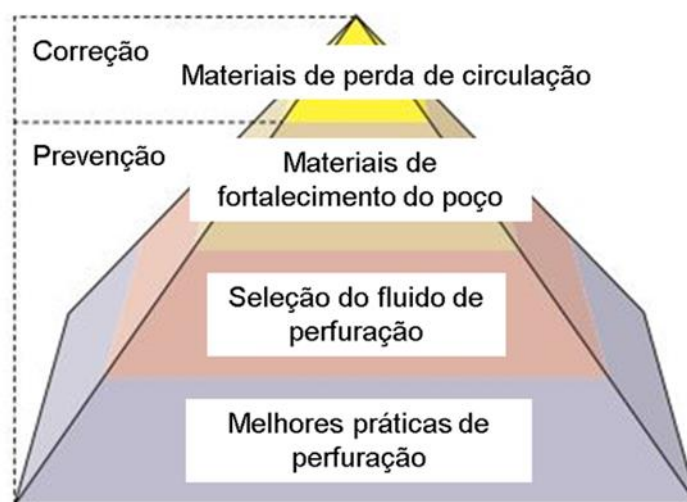 Correção
Materiais de perda de circulação
Prevenção
Materiais de
fortalecimento do poço
Seleção do fluido de
perfuração
Melhores práticas de
perfuração